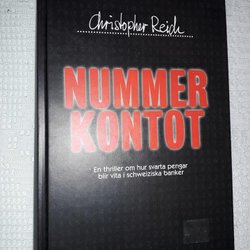 Christopher Reich
NUMMER
KONTOT
En thriller om hur svarta pengar
blir vita i schweiziska banker